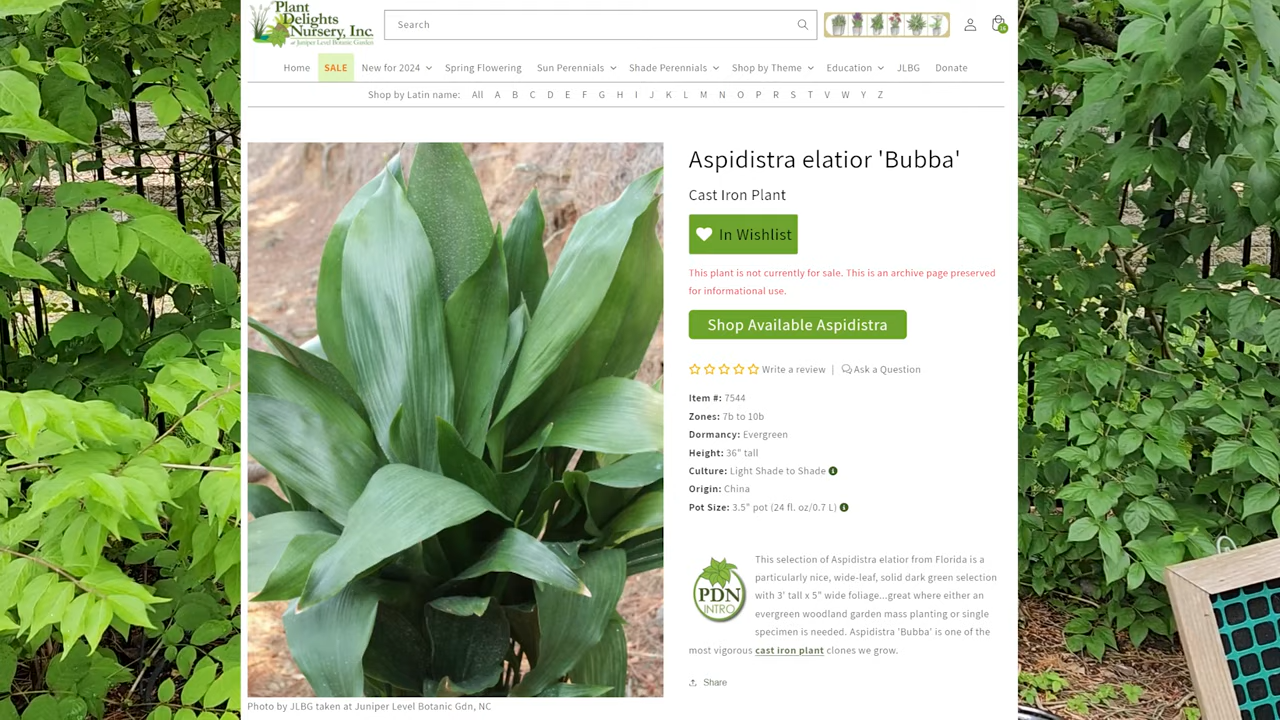 Plant
Delights
Nursery, Inc.
at Juniper Level Botanic Garden
Search
16
Home SALE New for 2024 Spring Flowering Sun Perennials Shade Perennials Shop by Theme Education JLBG Donate
Shop by Latin name: All A B C D E F G H I J K L M N O P R S T V W Y Z
Aspidistra elatior 'Bubba'
Cast Iron Plant
In Wishlist
This plant is not currently for sale. This is an archive page preserved
for informational use.
Shop Available Aspidistra
Write a review | Ask a Question
Item #: 7544
Zones: 7b to 10b
Dormancy: Evergreen
Height: 36" tall
Culture: Light Shade to Shade
Origin: China
Pot Size: 3.5" pot (24 fl. oz/0.7 L)
PDN
INTRO
This selection of Aspidistra elatior from Florida is a
particularly nice, wide-leaf, solid dark green selection
with 3' tall x 5" wide foliage...great where either an
evergreen woodland garden mass planting or single
specimen is needed. Aspidistra 'Bubba' is one of the
most vigorous cast iron plant clones we grow.
Share
Photo by JLBG taken at Juniper Level Botanic Gdn, NC